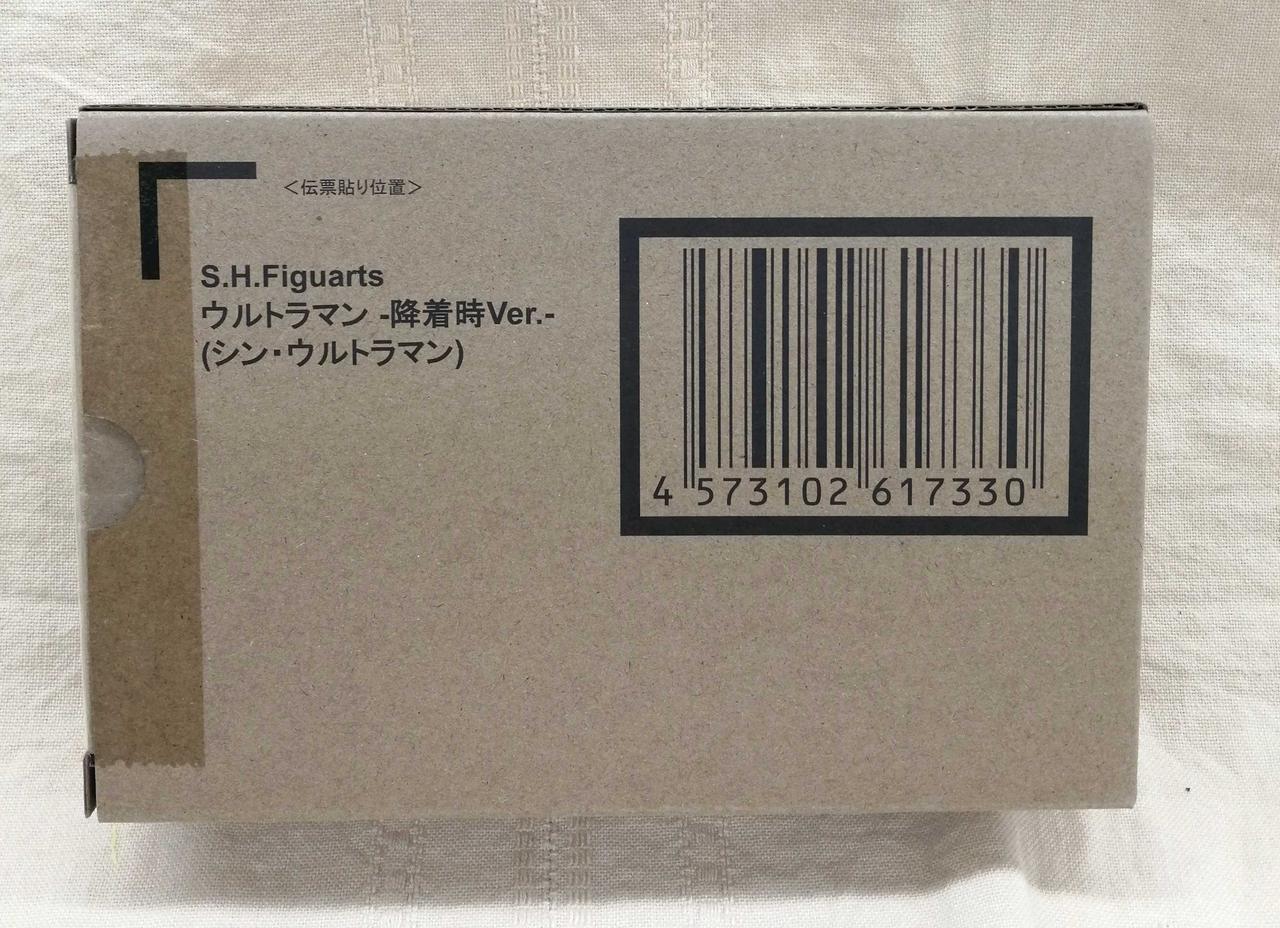 ＜伝票貼り位置＞
S.H.Figuarts
ウルトラマン -降着時Ver.-
(シン・ウルトラマン)
4 573102 617330